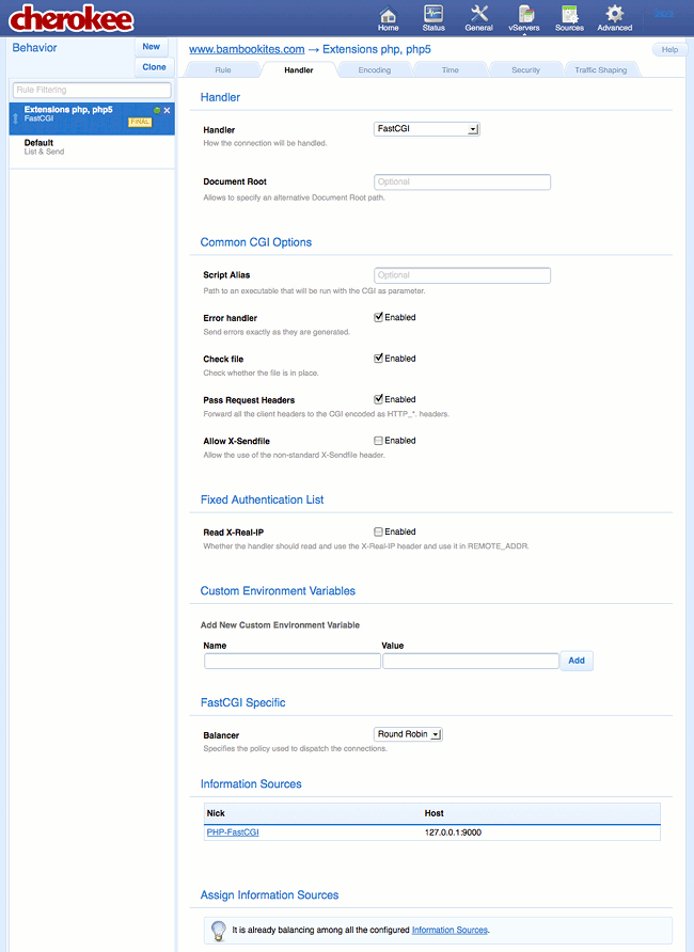 cherokee
Home Status General vServers Sources Advanced
Behavior
New
Clone
Rule Filtering
Extensions php, php5
FastCGI
FINAL
Default
List & Send
www.bambookites.com → Extensions php, php5
Help
Rule Handler Encoding Time Security Traffic Shaping
Handler
Handler FastCGI
How the connection will be handled.
Document Root Optional
Allows to specify an alternative Document Root path.
Common CGI Options
Script Alias Optional
Path to an executable that will be run with the CGI as parameter.
Error handler Enabled
Send errors exactly as they are generated.
Check file Enabled
Check whether the file is in place.
Pass Request Headers Enabled
Forward all the client headers to the CGI encoded as HTTP_*. headers.
Allow X-Sendfile Enabled
Allow the use of the non-standard X-Sendfile header.
Fixed Authentication List
Read X-Real-IP Enabled
Whether the handler should read and use the X-Real-IP header and use it in REMOTE_ADDR.
Custom Environment Variables
Add New Custom Environment Variable
Name Value
Add
FastCGI Specific
Balancer Round Robin
Specifies the policy used to dispatch the connections.
Information Sources
Nick Host
PHP-FastCGI 127.0.0.1:9000
Assign Information Sources
It is already balancing among all the configured Information Sources.